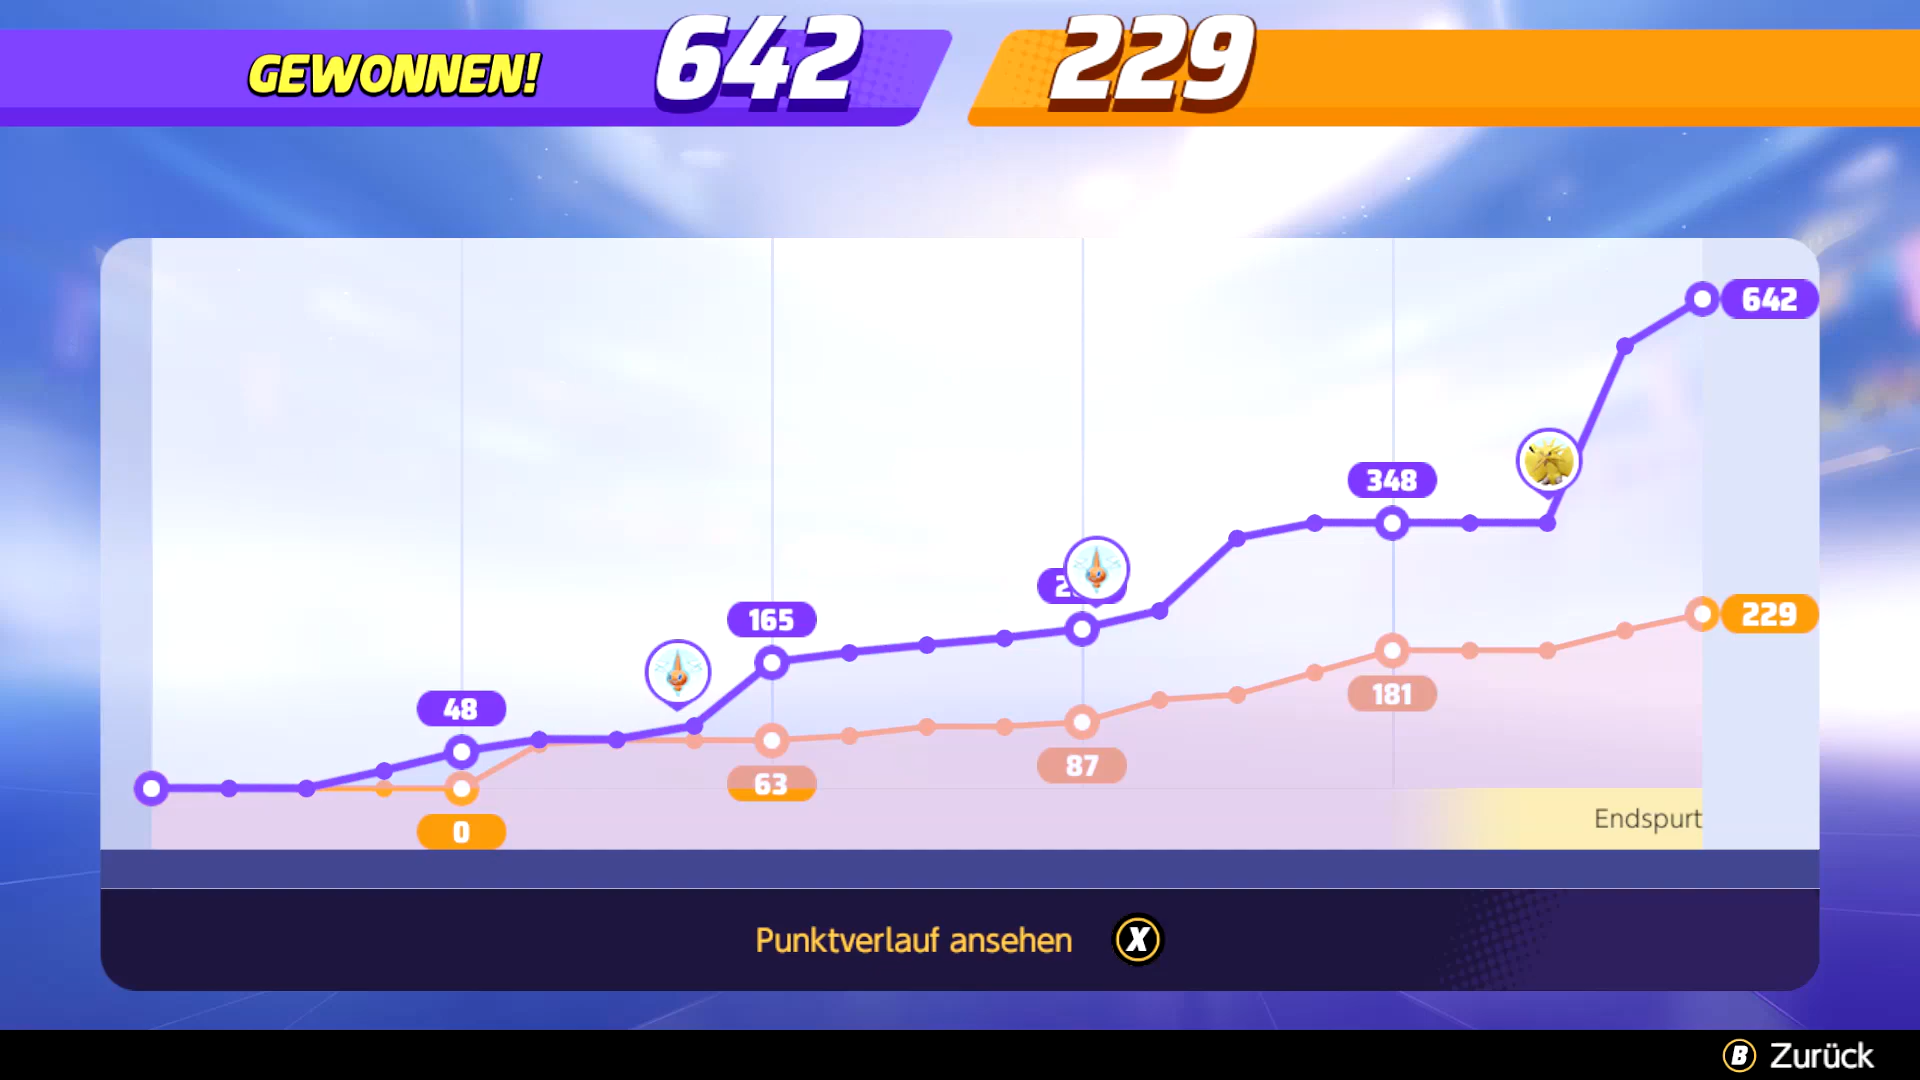 GEWONNEN! 642 229
642
348
165
48
229
181
87
63
0
Endspurt
Punktverlauf ansehen X
B Zurück